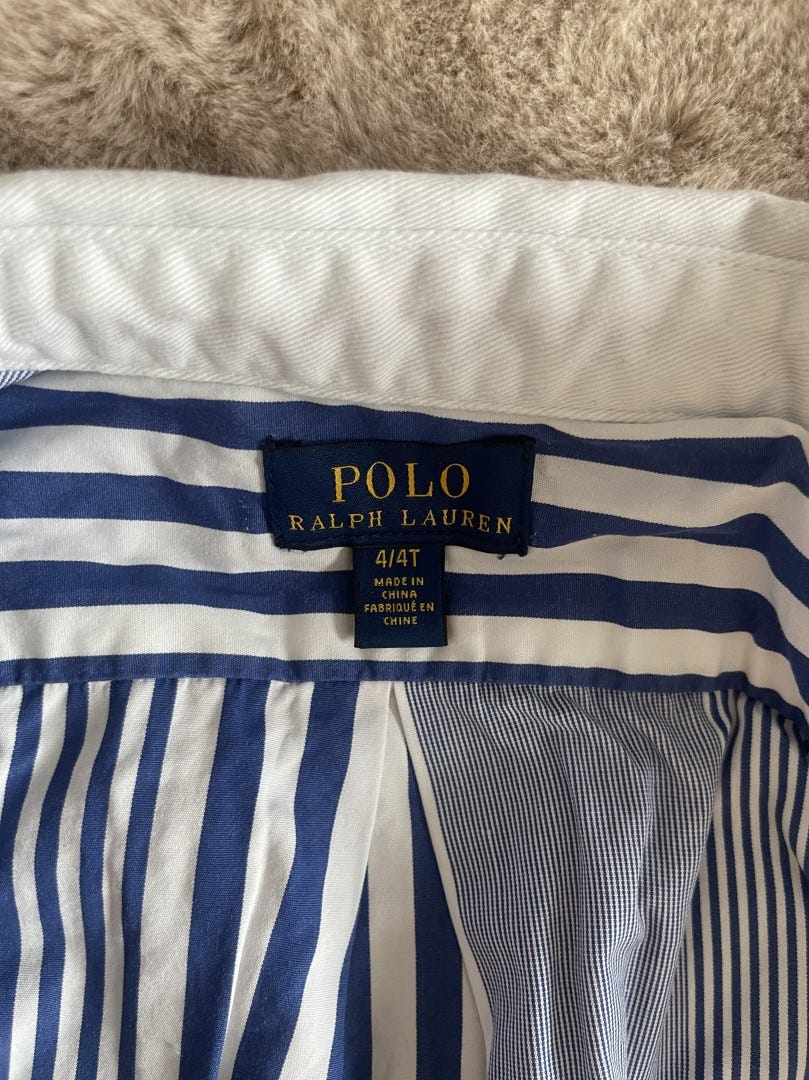 POLO
RALPH LAUREN
4/4T
MADE IN
CHINA
FABRIQUÉ EN
CHINE